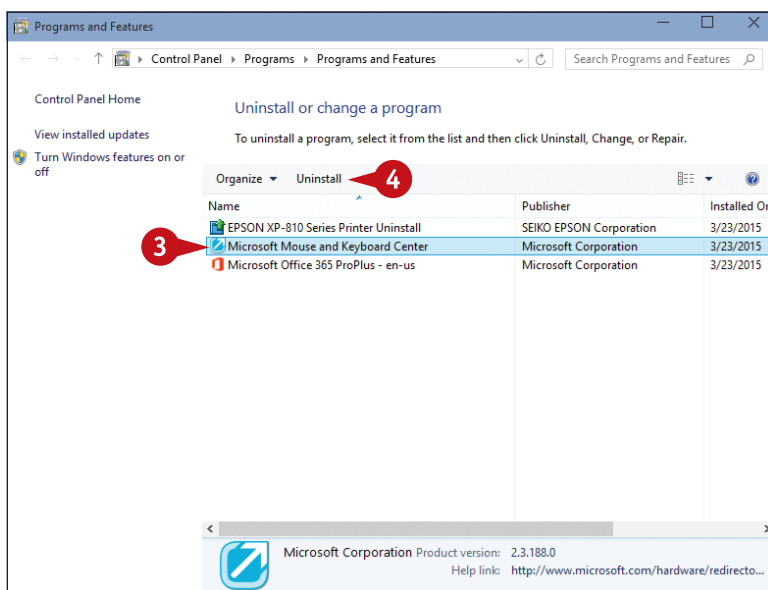 Programs and Features
Control Panel Programs Programs and Features Search Programs and Features
Control Panel Home
View installed updates
Turn Windows features on or
off
Uninstall or change a program
To uninstall a program, select it from the list and then click Uninstall, Change, or Repair.
Organize Uninstall 4
Name Publisher Installed Or
EPSON XP-810 Series Printer Uninstall SEIKO EPSON Corporation 3/23/2015
3 Microsoft Mouse and Keyboard Center Microsoft Corporation 3/23/2015
Microsoft Office 365 ProPlus - en-us Microsoft Corporation 3/23/2015
Microsoft Corporation Product version: 2.3.188.0
Help link: http://www.microsoft.com/hardware/redirecto...